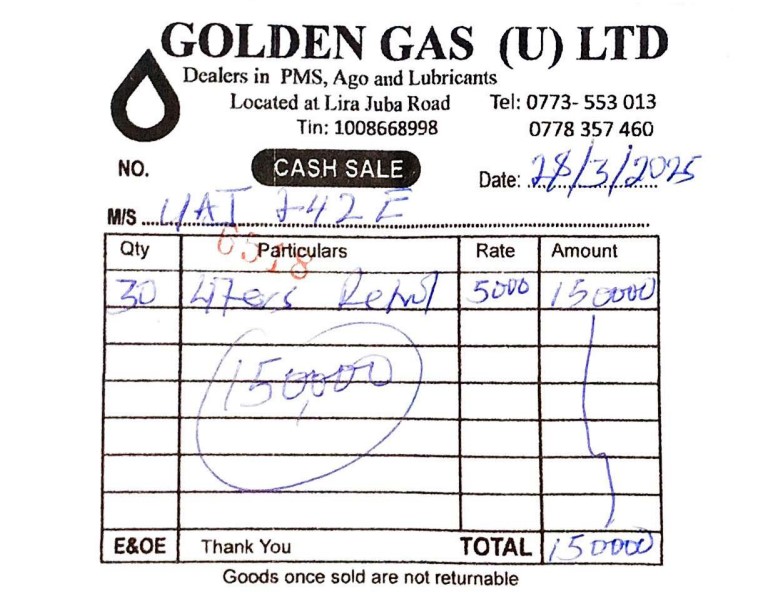 GOLDEN GAS (U) LTD
Dealers in PMS, Ago and Lubricants
Located at Lira Juba Road Tel: 0773- 553 013
Tin: 1008668998 0778 357 460
NO. CASH SALE Date: 28/3/2025
M/S UAT 742E
6518
Qty Particulars Rate Amount
30 liters Petrol 5000 150000
150,000
E&OE Thank You TOTAL 150000
Goods once sold are not returnable